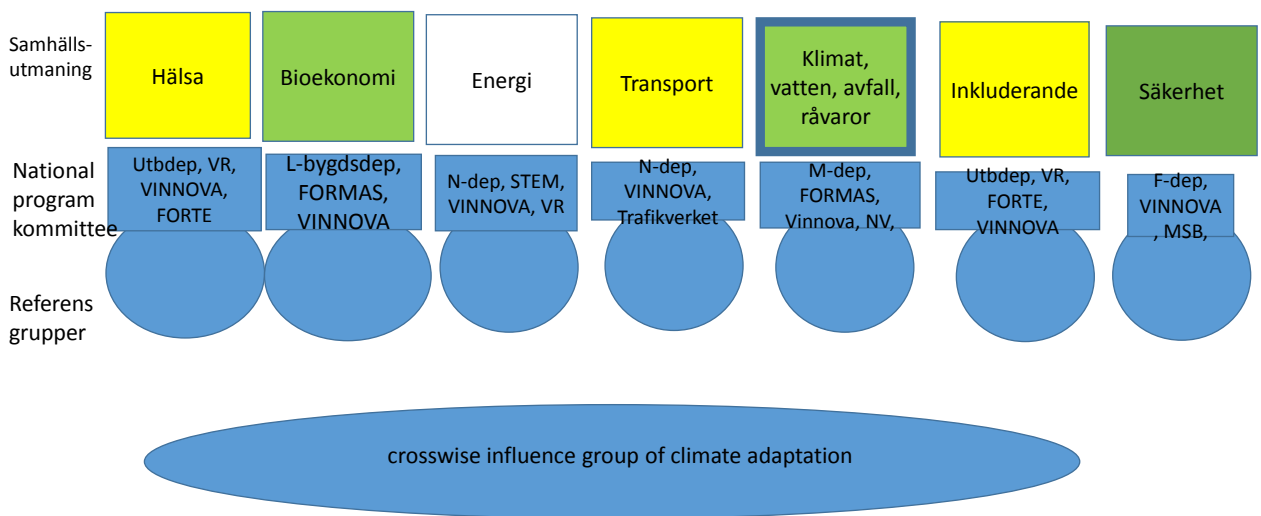 Samhälls-
utmaning
Hälsa
Bioekonomi
Energi
Transport
Klimat,
vatten, avfall,
råvaror
Inkluderande
Säkerhet
National
program
kommittee
Utbdep, VR,
VINNOVA,
FORTE
L-bygdsdep,
FORMAS,
VINNOVA
N-dep, STEM,
VINNOVA, VR
N-dep,
VINNOVA,
Trafikverket
M-dep,
FORMAS,
Vinnova, NV,
Utbdep, VR,
FORTE,
VINNOVA
F-dep,
VINNOVA
, MSB,
Referens
grupper
crosswise influence group of climate adaptation